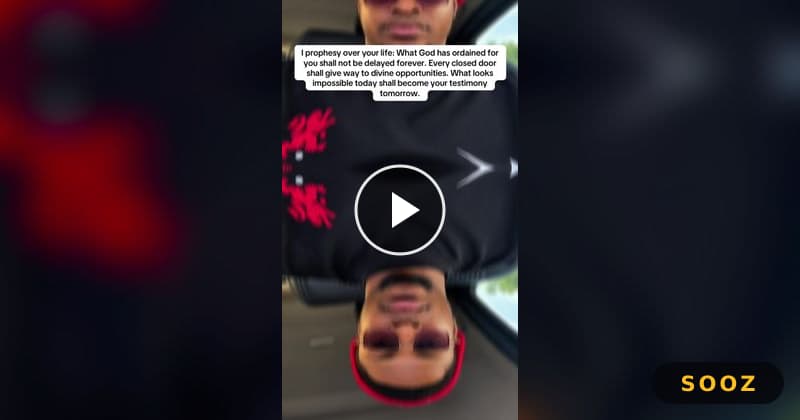 I prophesy over your life: What God has ordained for
you shall not be delayed forever. Every closed door
shall give way to divine opportunities. What looks
impossible today shall become your testimony
tomorrow.
SOOZ